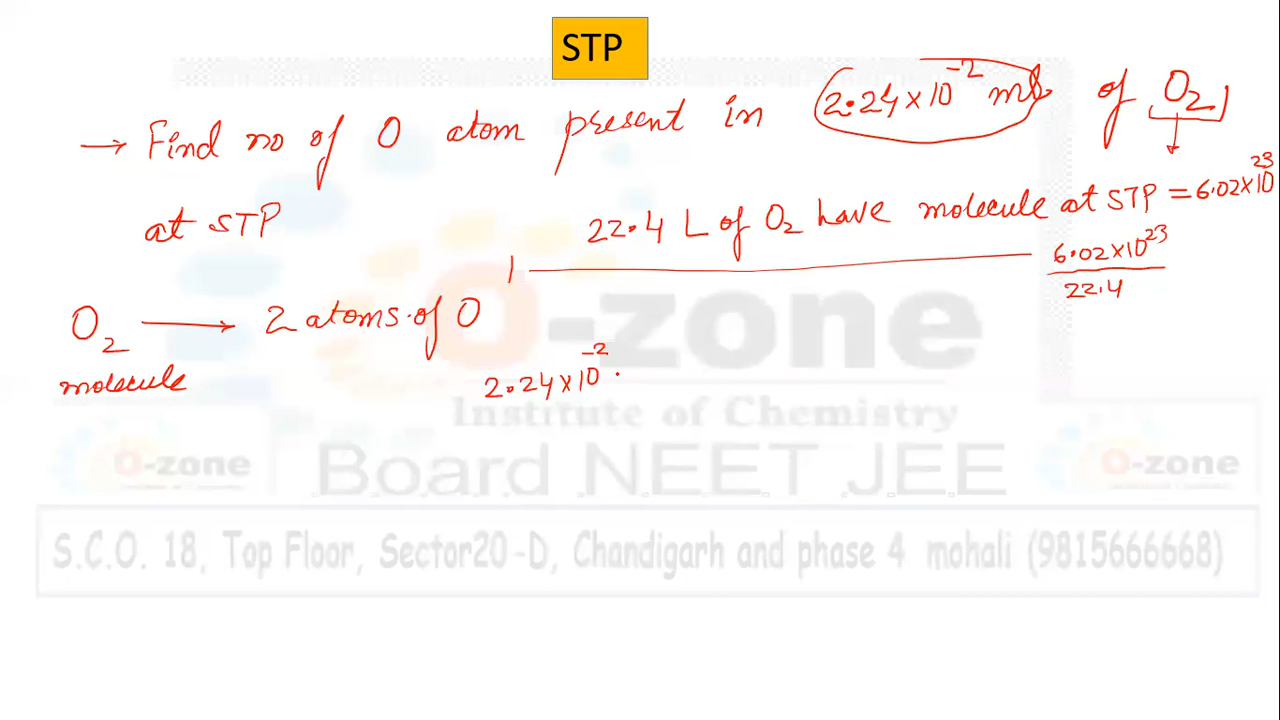 STP
→ Find no of O atom present in 2.24×10⁻² ml of O₂
at STP
22.4 L of O₂ have molecule at STP = 6.02×10²³
1 ——— 6.02×10²³/22.4
O₂ → 2 atoms of O
molecule
2.24×10⁻²
O-zone
Institute of Chemistry
O-zone Board NEET JEE O-zone
S.C.O. 18, Top Floor, Sector20-D, Chandigarh and phase 4 mohali (9815666668)